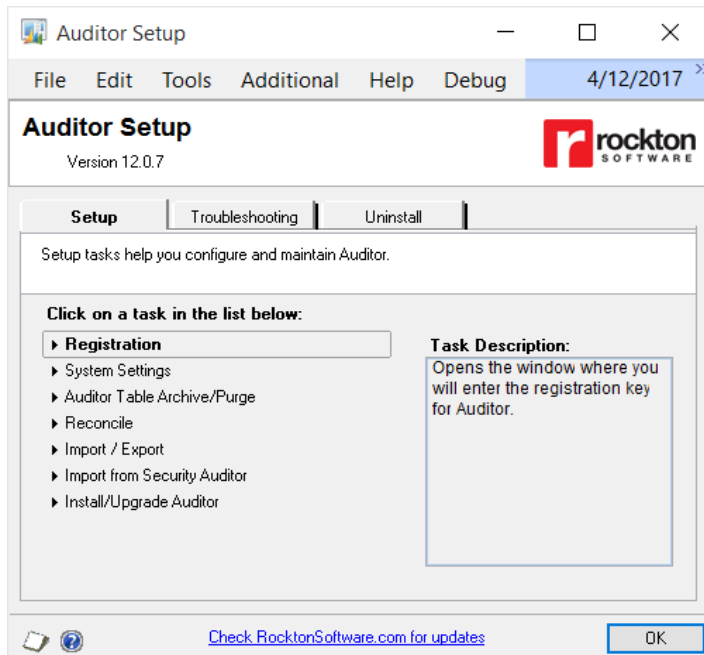 Auditor Setup
File Edit Tools Additional Help Debug 4/12/2017 »
Auditor Setup
Version 12.0.7
r rockton
SOFTWARE
Setup Troubleshooting Uninstall
Setup tasks help you configure and maintain Auditor.
Click on a task in the list below:
Registration
System Settings
Auditor Table Archive/Purge
Reconcile
Import / Export
Import from Security Auditor
Install/Upgrade Auditor
Task Description:
Opens the window where you
will enter the registration key
for Auditor.
Check RocktonSoftware.com for updates
OK